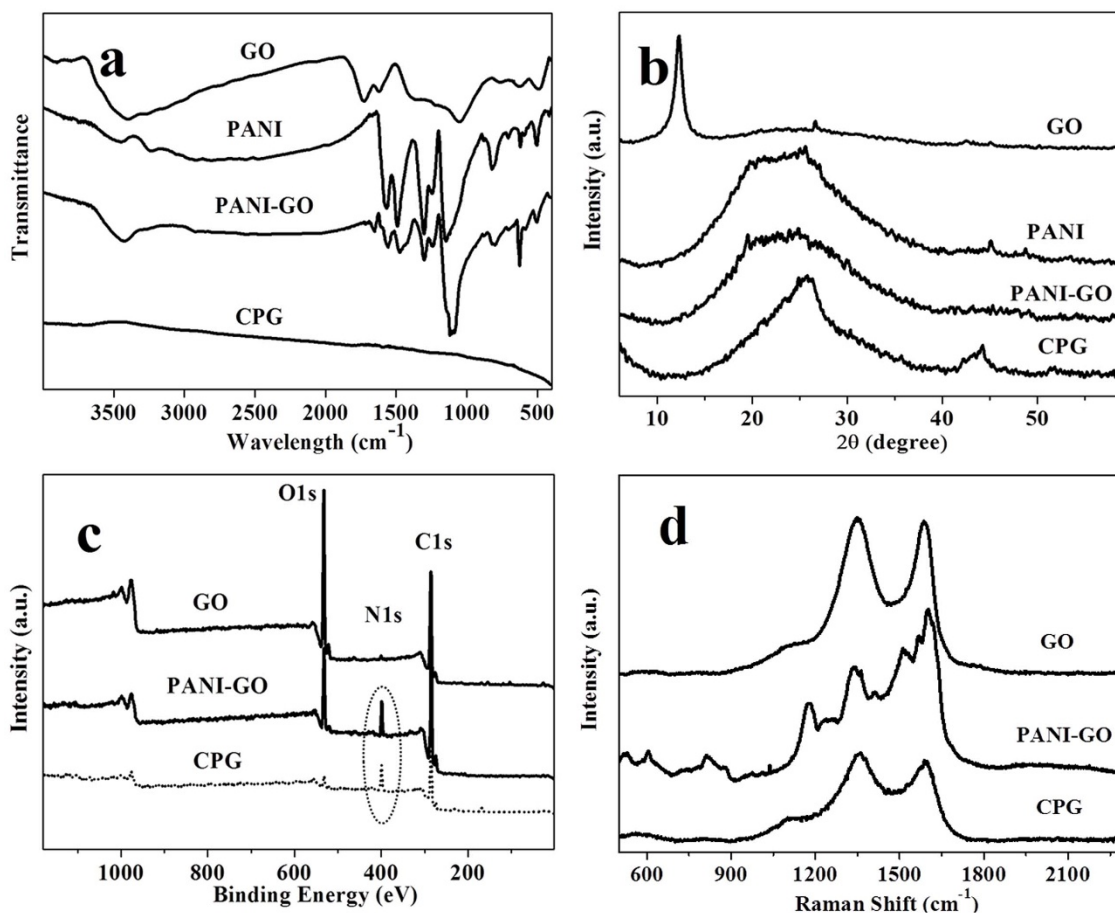 a
GO
PANI
PANI-GO
CPG
Transmittance
3500 3000 2000 1500 1000 500
Wavelength (cm⁻¹)
b
GO
PANI
PANI-GO
CPG
Intensity (a.u.)
10 20 30 40 50
2θ (degree)
c
O1s
C1s
N1s
GO
PANI-GO
CPG
Intensity (a.u.)
1000 800 600 400 200
Binding Energy (eV)
d
GO
PANI-GO
CPG
Intensity (a.u.)
600 900 1200 1500 1800 2100
Raman Shift (cm⁻¹)